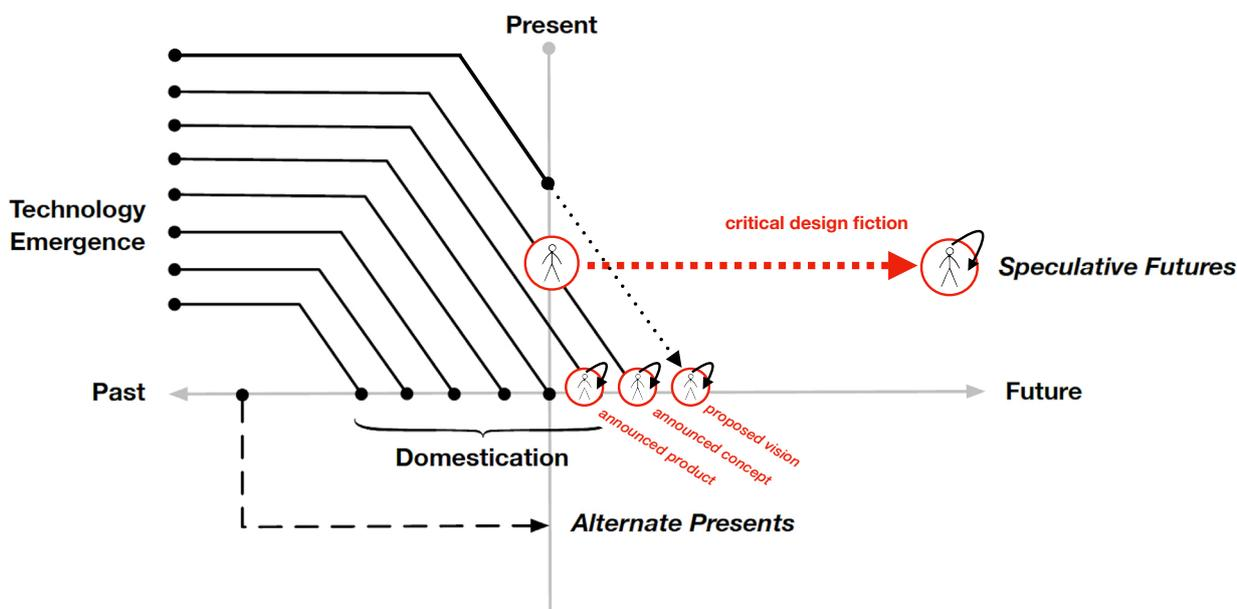 Present
critical design fiction
Technology
Emergence
Speculative Futures
Past
Future
announced product
announced concept
proposed vision
Domestication
Alternate Presents